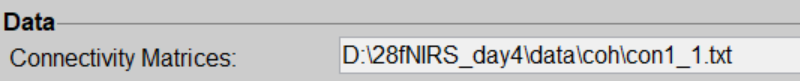 Data
Connectivity Matrices: D:\28fNIRS_day4\data\coh\con1_1.txt